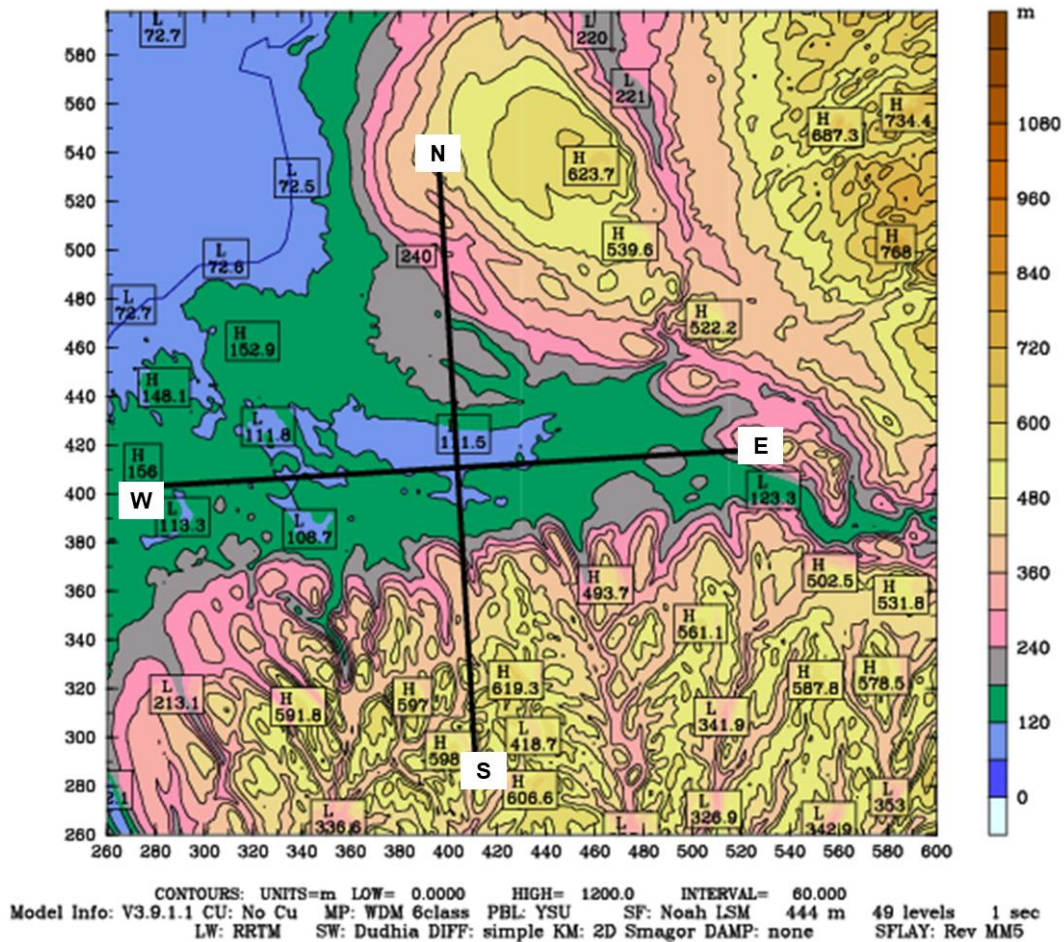 m
L
72.7
L
220
580
L
221
560
H
734.4
H
687.3
1080
N
540
H
623.7
L
72.5
960
520
H
539.6
H
768
500
240
L
72.6
840
L
72.7
480
H
522.2
H
152.9
720
460
H
148.1
440
L
111.8
L
111.5
600
420
E
H
156
L
123.3
480
400
W
L
113.3
L
108.7
380
H
493.7
H
502.5
H
531.8
360
360
H
561.1
340
H
619.3
H
587.8
H
578.5
240
320
L
213.1
H
591.8
H
597
L
341.9
300
L
418.7
H
598
120
S
280
H
606.6
L
353
2.1
L
336.6
L
326.9
L
342.9
0
260
L
260 280 300 320 340 360 380 400 420 440 460 480 500 520 540 560 580 600
CONTOURS: UNITS=m LOW= 0.0000 HIGH= 1200.0 INTERVAL= 60.000
Model Info: V3.9.1.1 CU: No Cu MP: WDM 6class PBL: YSU SF: Noah LSM 444 m 49 levels 1 sec
LW: RRTM SW: Dudhia DIFF: simple KM: 2D Smagor DAMP: none SFLAY: Rev MM5